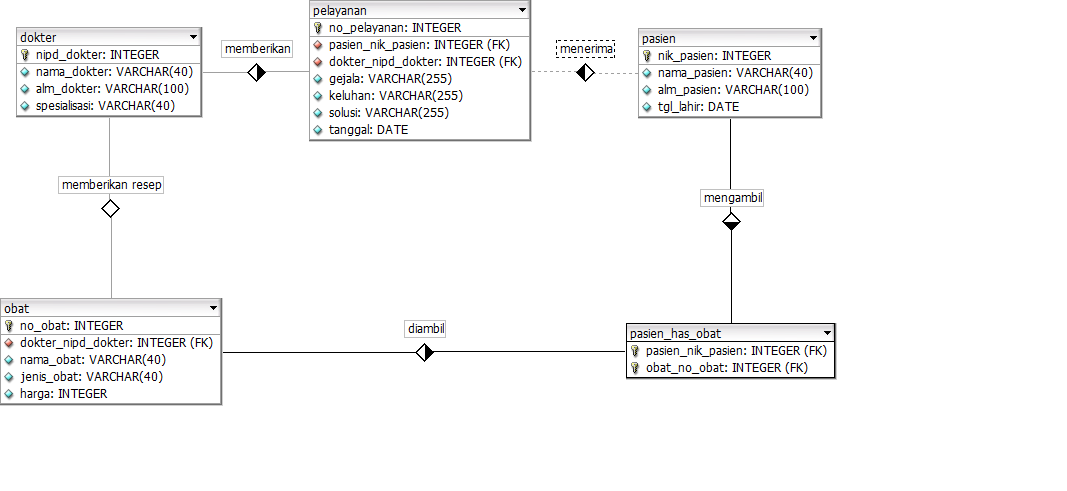 dokter
nipd_dokter: INTEGER
nama_dokter: VARCHAR(40)
alm_dokter: VARCHAR(100)
spesialisasi: VARCHAR(40)
memberikan
pelayanan
no_pelayanan: INTEGER
pasien_nik_pasien: INTEGER (FK)
dokter_nipd_dokter: INTEGER (FK)
gejala: VARCHAR(255)
keluhan: VARCHAR(255)
solusi: VARCHAR(255)
tanggal: DATE
menerima
pasien
nik_pasien: INTEGER
nama_pasien: VARCHAR(40)
alm_pasien: VARCHAR(100)
tgl_lahir: DATE
memberikan resep
mengambil
obat
no_obat: INTEGER
dokter_nipd_dokter: INTEGER (FK)
nama_obat: VARCHAR(40)
jenis_obat: VARCHAR(40)
harga: INTEGER
diambil
pasien_has_obat
pasien_nik_pasien: INTEGER (FK)
obat_no_obat: INTEGER (FK)